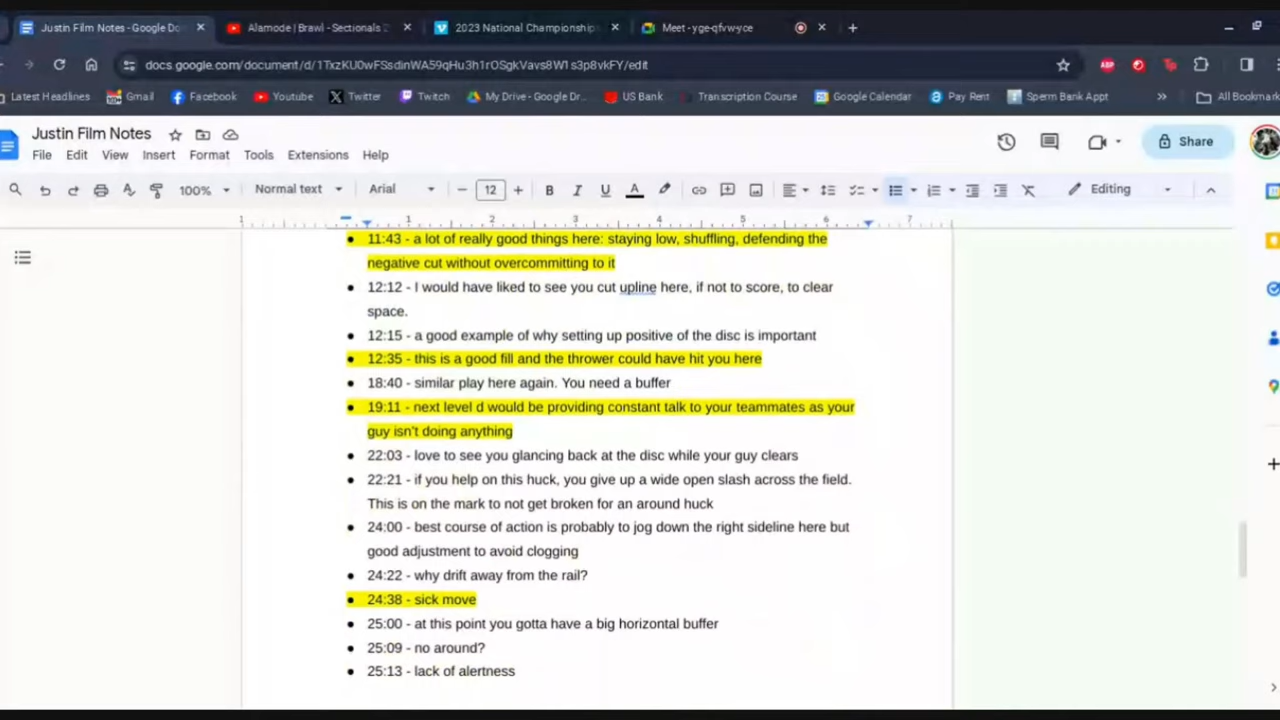 Justin Film Notes - Google Do
Alamode | Brawl - Sectionals 2
2023 National Championship
Meet - yge-qfvw­yce
docs.google.com/document/d/1TxzKU0wFSsdinWA59qHu3h1rOSgkVavs8W1s3p8vkFY/edit
ABP
Latest Headlines
Gmail
Facebook
Youtube
Twitter
Twitch
My Drive - Google Dr...
US Bank
Transcription Course
Google Calendar
Pay Rent
Sperm Bank Appt
All Bookmark
Justin Film Notes
Share
File Edit View Insert Format Tools Extensions Help
100% Normal text Arial 12 B I U A Editing
1 1 2 3 4 5 6 7
11:43 - a lot of really good things here: staying low, shuffling, defending the
negative cut without overcommitting to it
12:12 - I would have liked to see you cut upline here, if not to score, to clear
space.
12:15 - a good example of why setting up positive of the disc is important
12:35 - this is a good fill and the thrower could have hit you here
18:40 - similar play here again. You need a buffer
19:11 - next level d would be providing constant talk to your teammates as your
guy isn't doing anything
22:03 - love to see you glancing back at the disc while your guy clears
22:21 - if you help on this huck, you give up a wide open slash across the field.
This is on the mark to not get broken for an around huck
24:00 - best course of action is probably to jog down the right sideline here but
good adjustment to avoid clogging
24:22 - why drift away from the rail?
24:38 - sick move
25:00 - at this point you gotta have a big horizontal buffer
25:09 - no around?
25:13 - lack of alertness